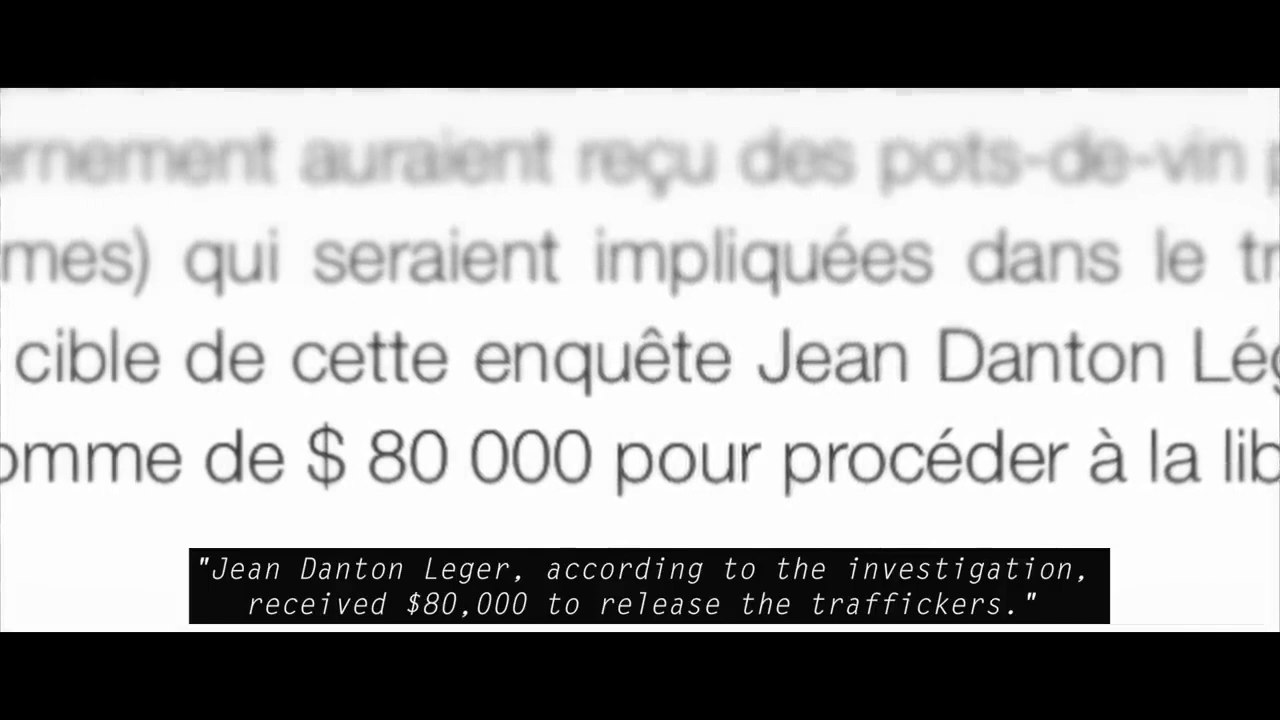 rnement auraient reçu des pots-de-vin p
mes) qui seraient impliquées dans le tr
cible de cette enquête Jean Danton Lég
omme de $ 80 000 pour procéder à la lib
"Jean Danton Leger, according to the investigation,
received $80,000 to release the traffickers."